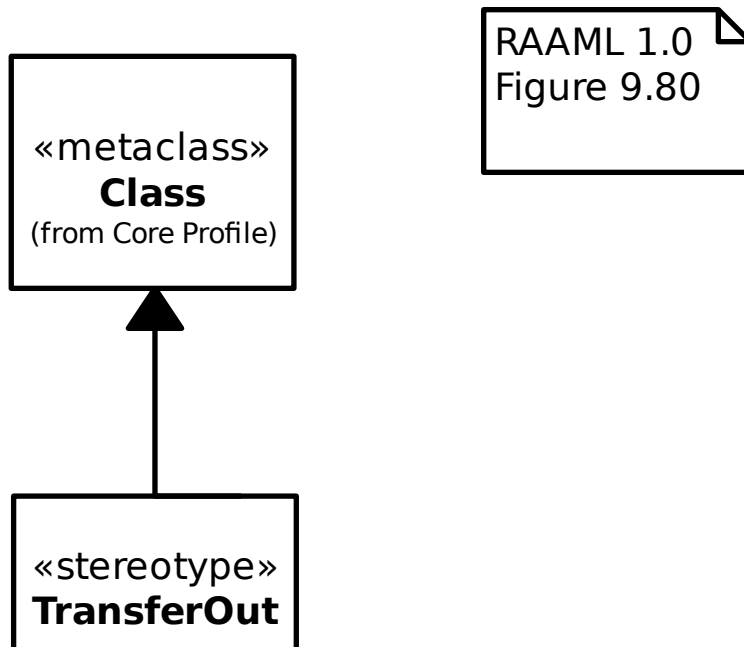 «metaclass»
Class
(from Core Profile)
RAAML 1.0
Figure 9.80
«stereotype»
TransferOut